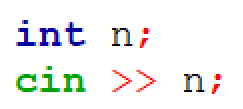 int n;
cin >> n;